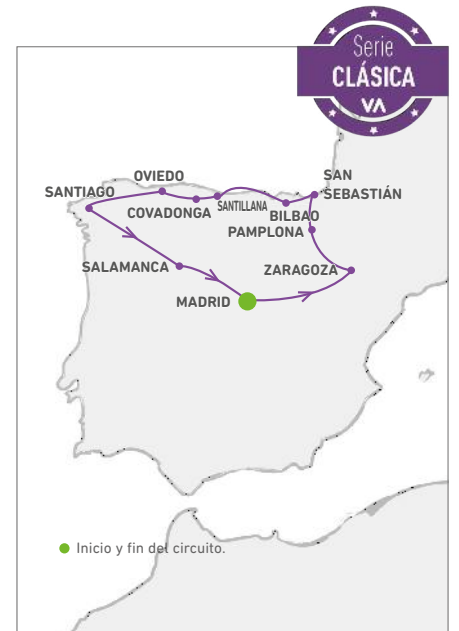 Serie
CLÁSICA
VA
SAN
SEBASTIÁN
OVIEDO
SANTIAGO
COVADONGA
SANTILLANA
BILBAO
PAMPLONA
SALAMANCA
ZARAGOZA
MADRID
Inicio y fin del circuito.